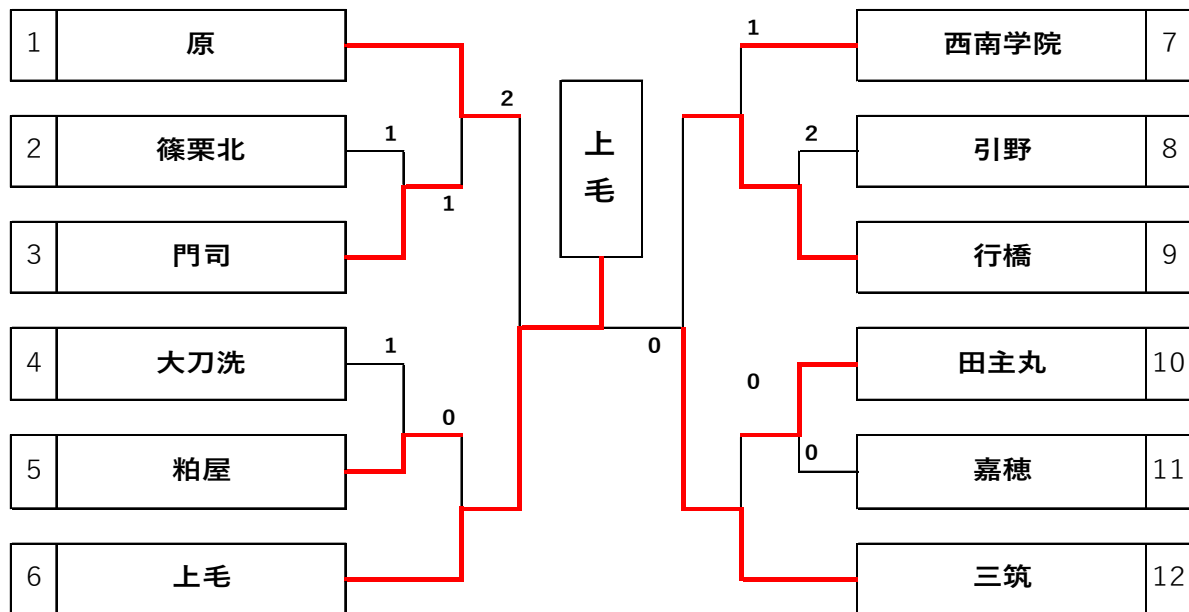 1 原
2 篠栗北
3 門司
4 大刀洗
5 粕屋
6 上毛
1
1
2
1
0
上毛
0
1
2
0
0
西南学院 7
引野 8
行橋 9
田主丸 10
嘉穂 11
三筑 12